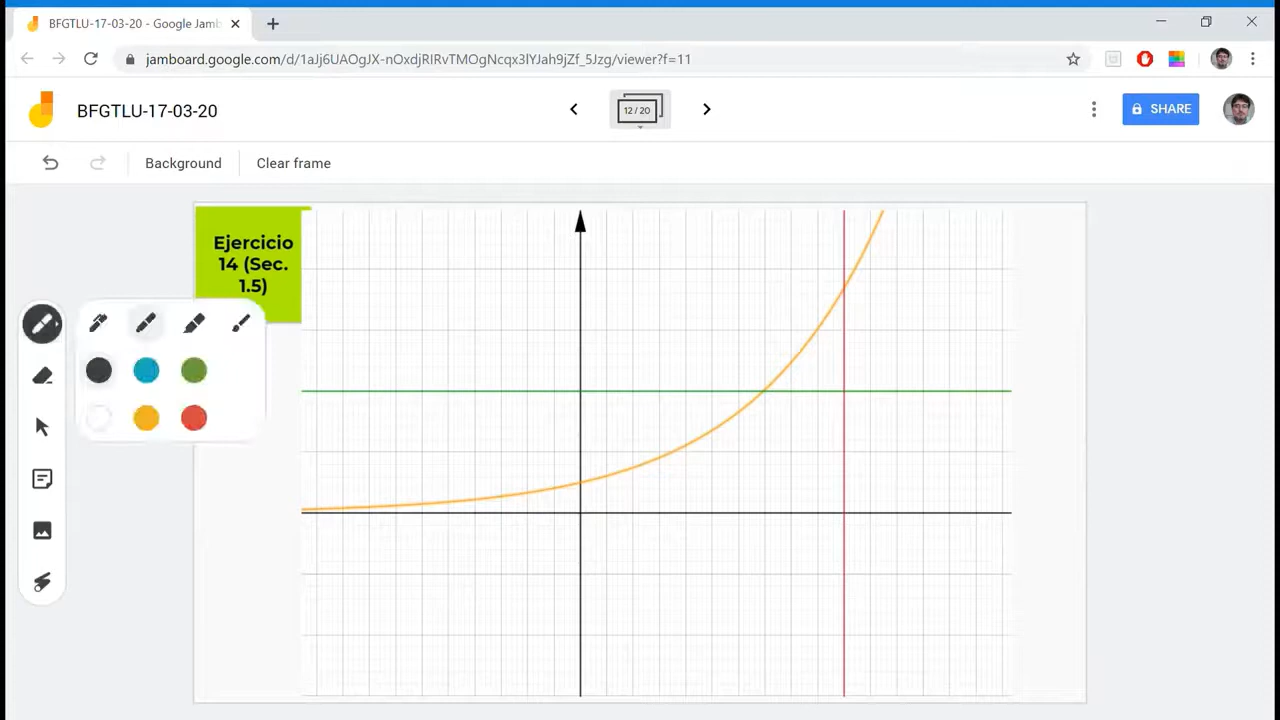 BFGTLU-17-03-20 - Google Jamb
jamboard.google.com/d/1aJj6UAOgJX-nOxdjRIRvTMOgNcqx3lYJah9jZf_5Jzg/viewer?f=11
BFGTLU-17-03-20
12 / 20
SHARE
Background
Clear frame
Ejercicio
14 (Sec.
1.5)